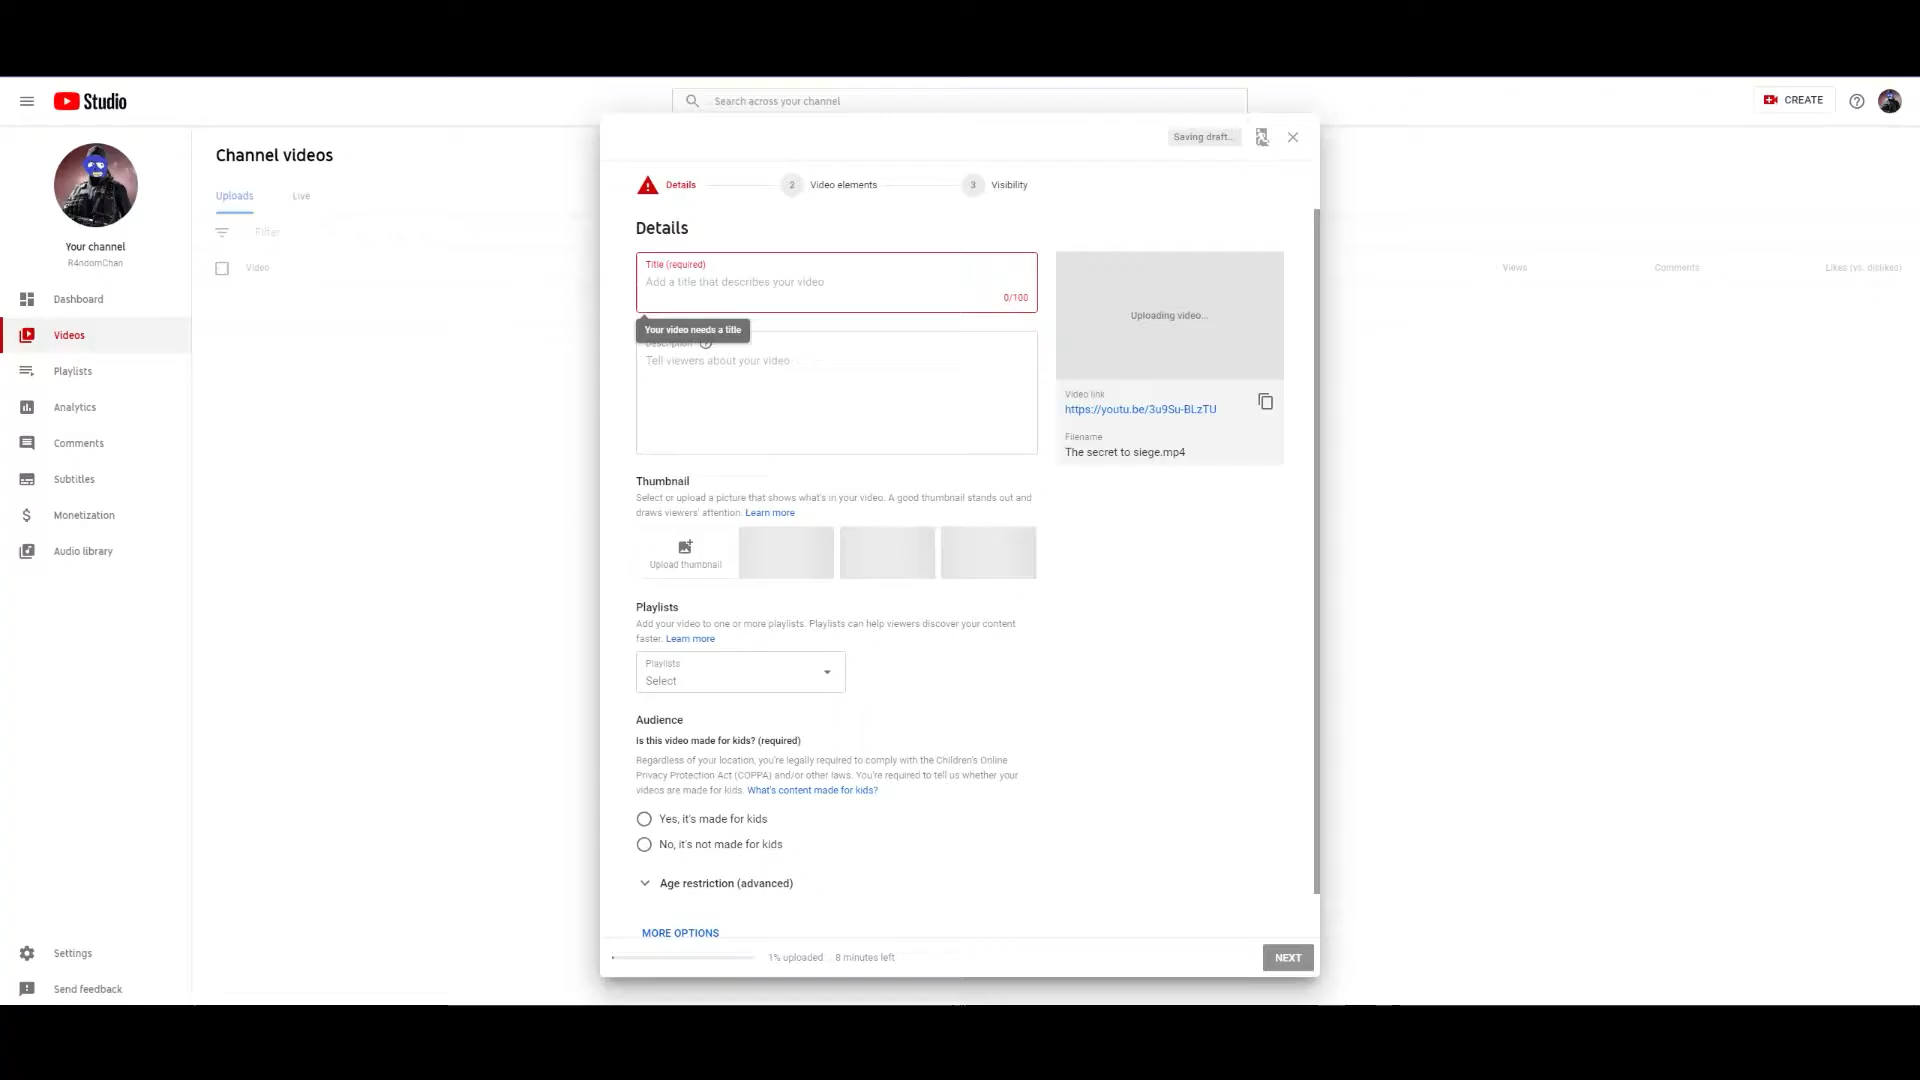 Studio
Search across your channel
CREATE
Saving draft...
Your channel
R4ndomChan
Dashboard
Videos
Playlists
Analytics
Comments
Subtitles
Monetization
Audio library
Settings
Send feedback
Channel videos
Uploads
Live
Filter
Video
Views
Comments
Likes (vs. dislikes)
Details
2
Video elements
3
Visibility
Details
Title (required)
Add a title that describes your video
0/100
Your video needs a title
Description
Tell viewers about your video
Uploading video...
Video link
https://youtu.be/3u9Su-BLzTU
Filename
The secret to siege.mp4
Thumbnail
Select or upload a picture that shows what's in your video. A good thumbnail stands out and
draws viewers' attention. Learn more
Upload thumbnail
Playlists
Add your video to one or more playlists. Playlists can help viewers discover your content
faster. Learn more
Playlists
Select
Audience
Is this video made for kids? (required)
Regardless of your location, you're legally required to comply with the Children's Online
Privacy Protection Act (COPPA) and/or other laws. You're required to tell us whether your
videos are made for kids. What's content made for kids?
Yes, it's made for kids
No, it's not made for kids
Age restriction (advanced)
MORE OPTIONS
1% uploaded .. 8 minutes left
NEXT